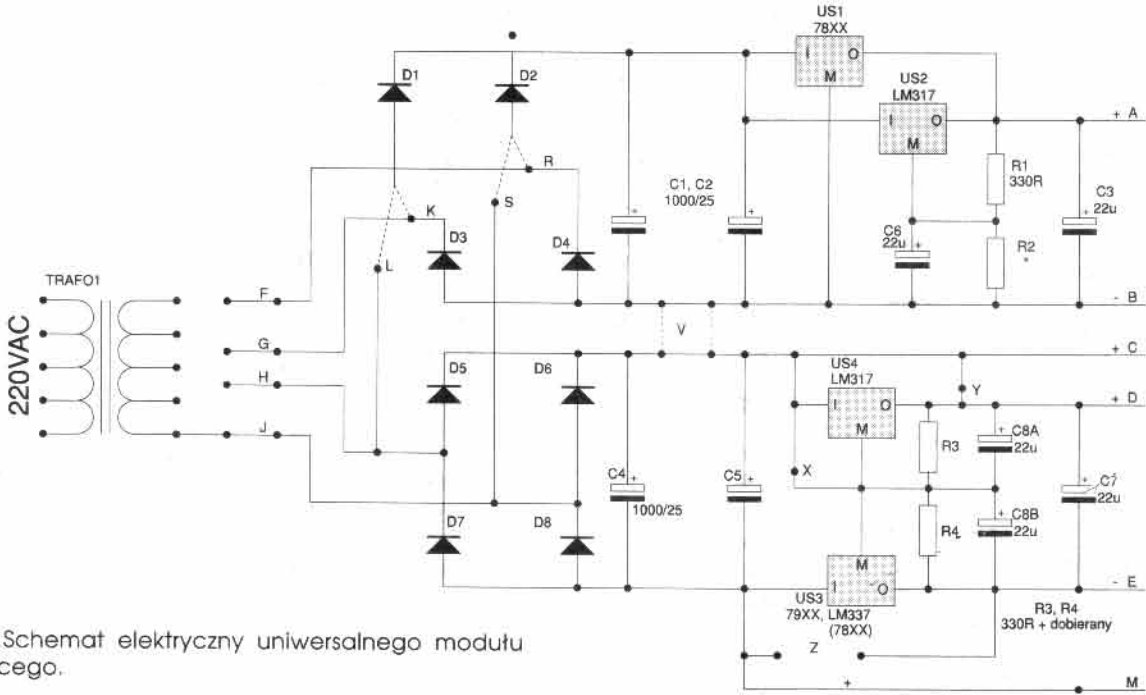 US1
78XX
I
O
M
US2
LM317
I
O
M
+ A
D1
D2
R
S
K
L
D3
D4
C1, C2
1000/25
+
+
R1
330R
C3
22u
+
C6
22u
+
R2
*
TRAFO1
220VAC
F
G
H
J
- B
V
+ C
D5
D6
US4
LM317
I
O
M
Y
+ D
R3
+
C8A
22u
X
C4
+
1000/25
C5
+
+
C7
22u
R4
+
C8B
22u
D7
D8
M
I
O
- E
US3
79XX, LM337
(78XX)
R3, R4
330R + dobierany
Z
+
M
Schemat elektryczny uniwersalnego modułu
cego.